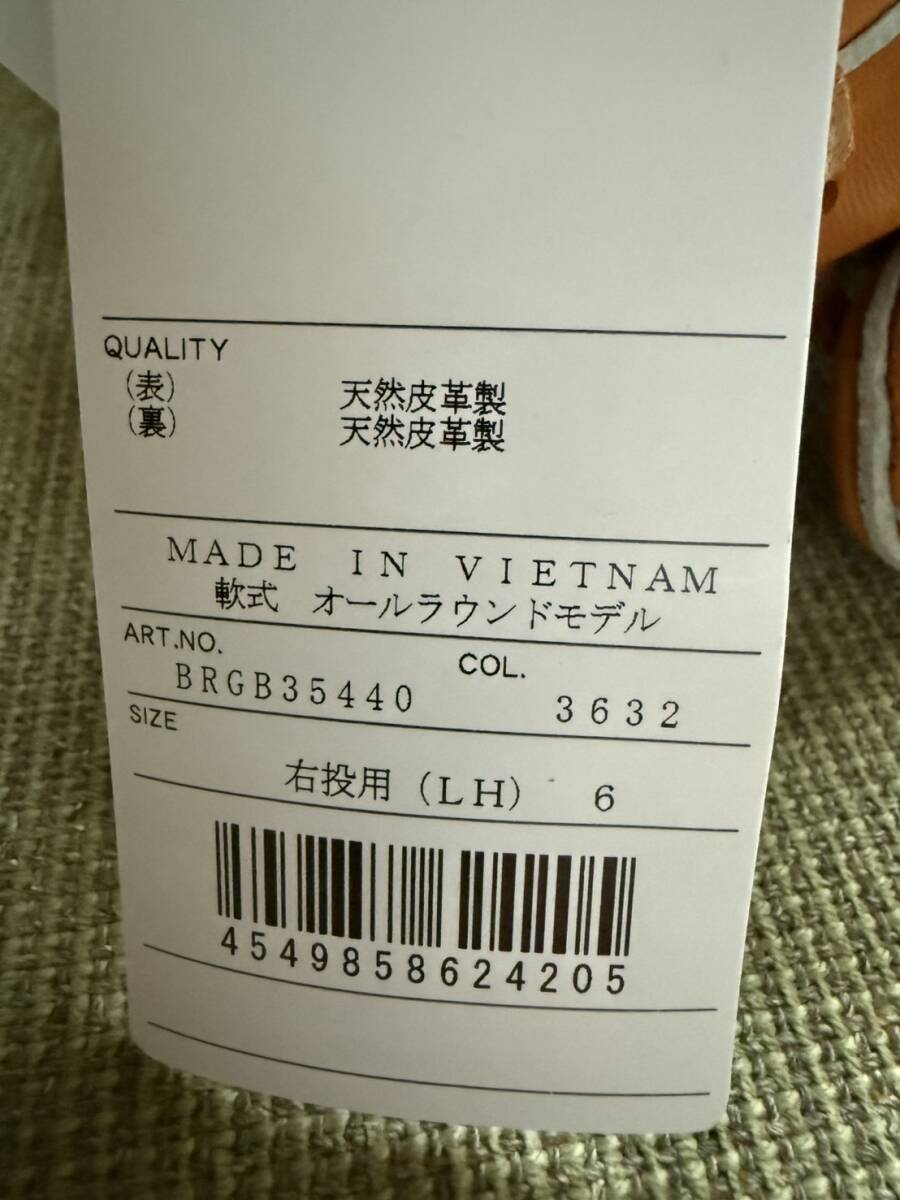 QUALITY
(表) 天然皮革製
(裏) 天然皮革製
MADE IN VIETNAM
軟式 オールラウンドモデル
ART.NO. COL.
BRGB35440 3632
SIZE
右投用 (LH) 6
4549858624205